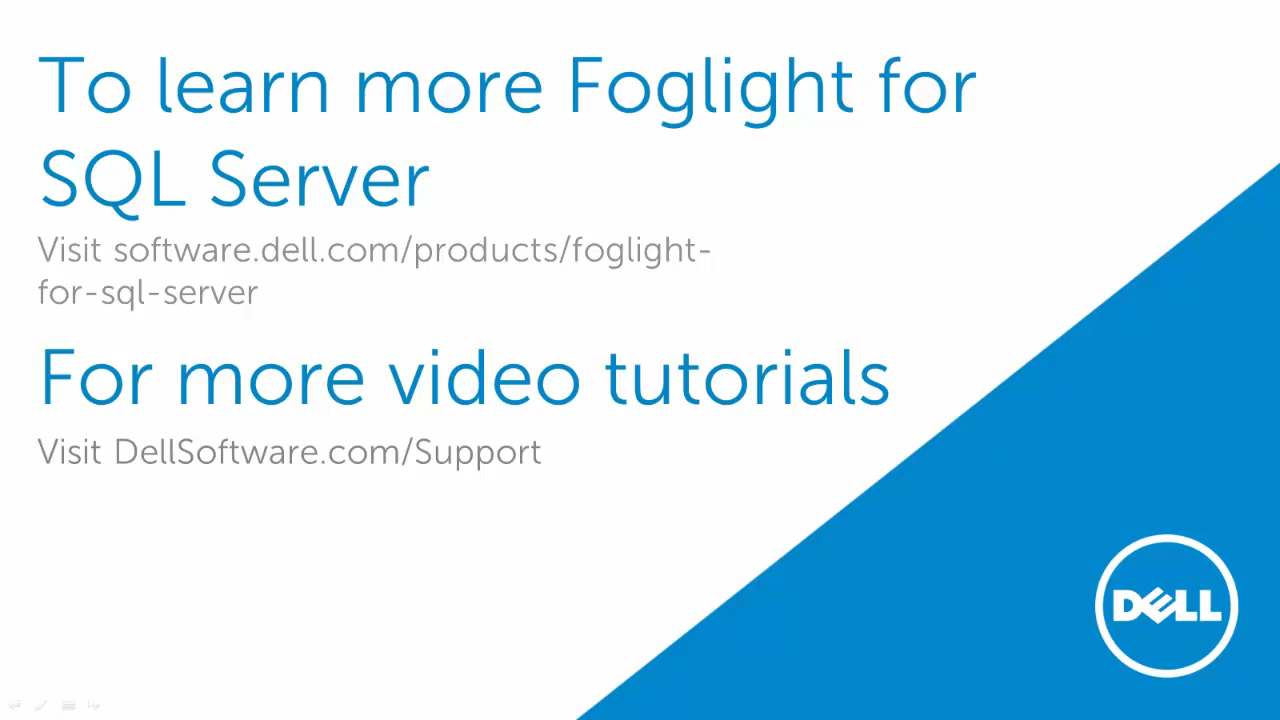 To learn more Foglight for
SQL Server
Visit software.dell.com/products/foglight-
for-sql-server
For more video tutorials
Visit DellSoftware.com/Support
DELL